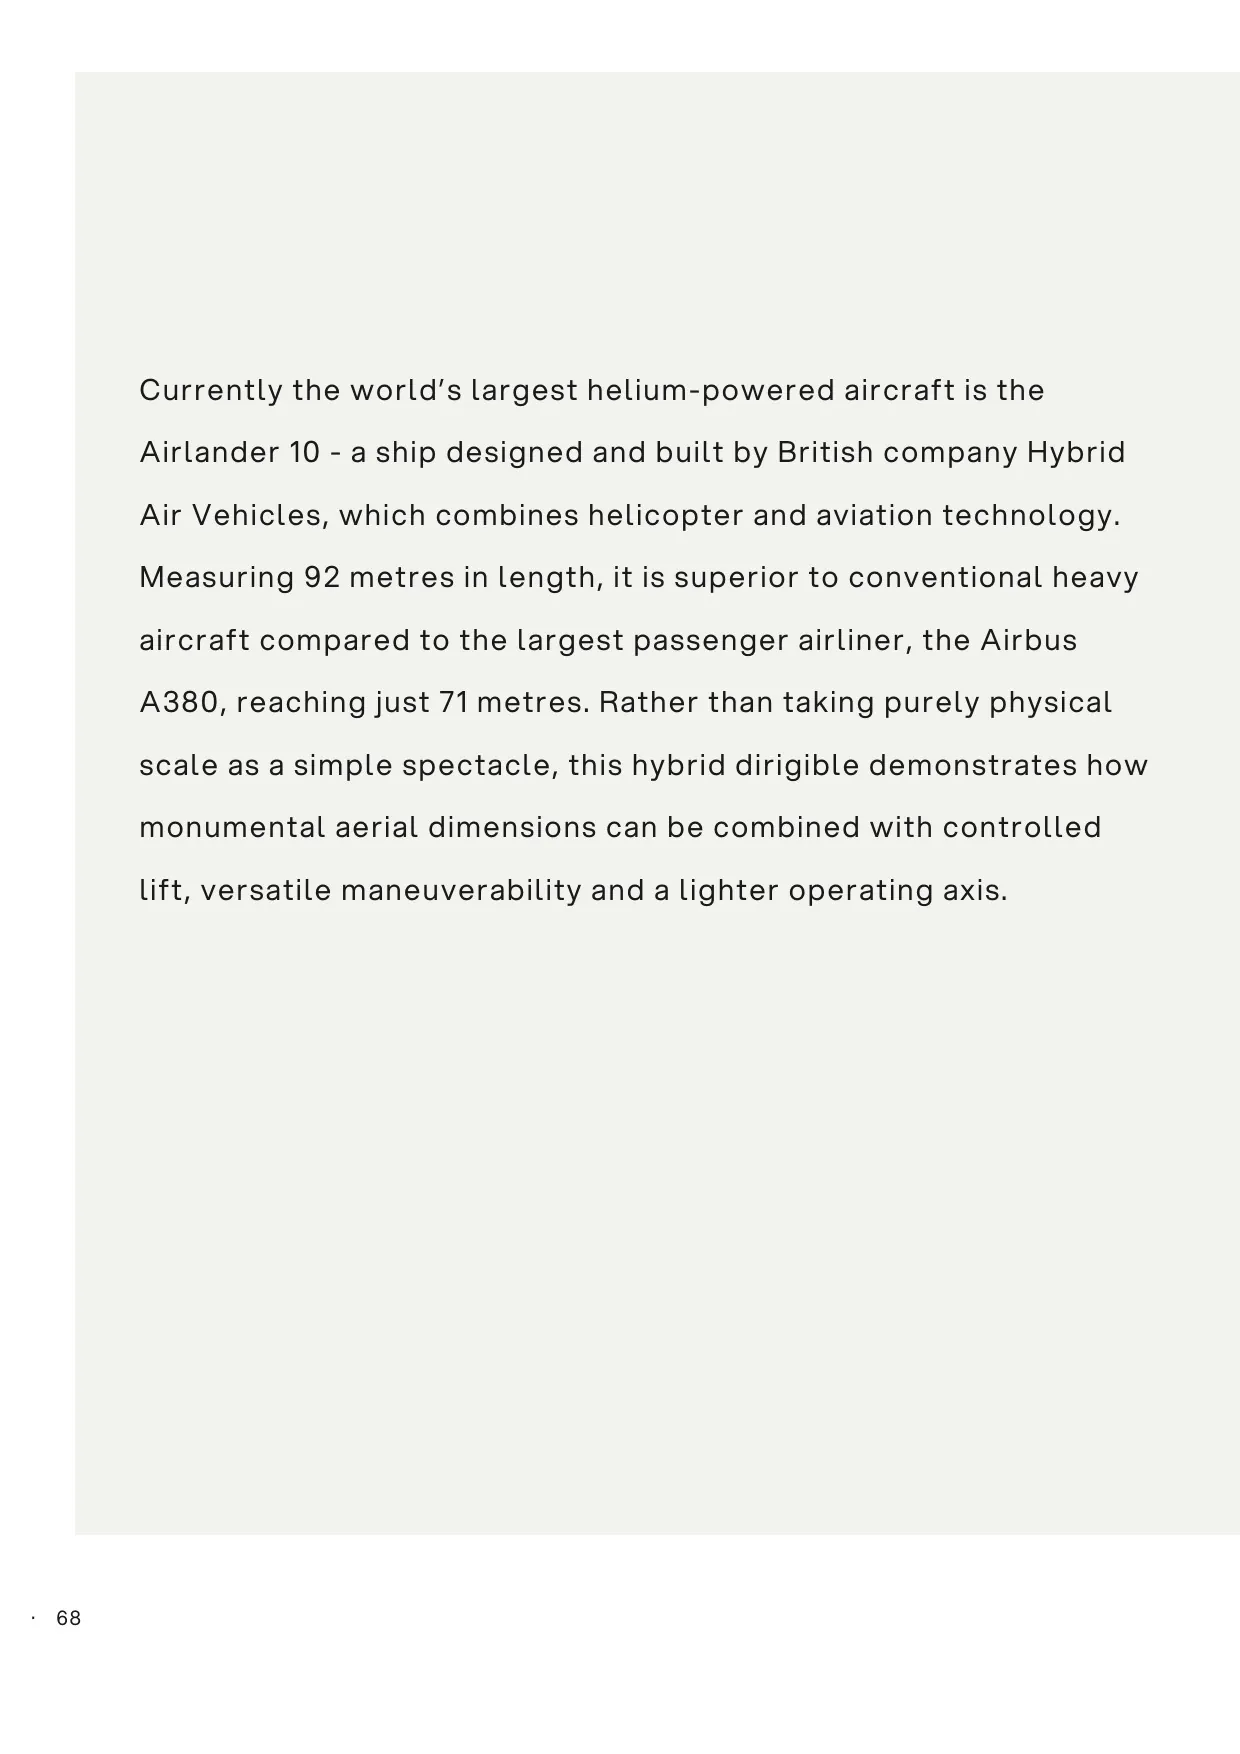 Currently the world’s largest helium-powered aircraft is the
Airlander 10 - a ship designed and built by British company Hybrid
Air Vehicles, which combines helicopter and aviation technology.
Measuring 92 metres in length, it is superior to conventional heavy
aircraft compared to the largest passenger airliner, the Airbus
A380, reaching just 71 metres. Rather than taking purely physical
scale as a simple spectacle, this hybrid dirigible demonstrates how
monumental aerial dimensions can be combined with controlled
lift, versatile maneuverability and a lighter operating axis.
· 68